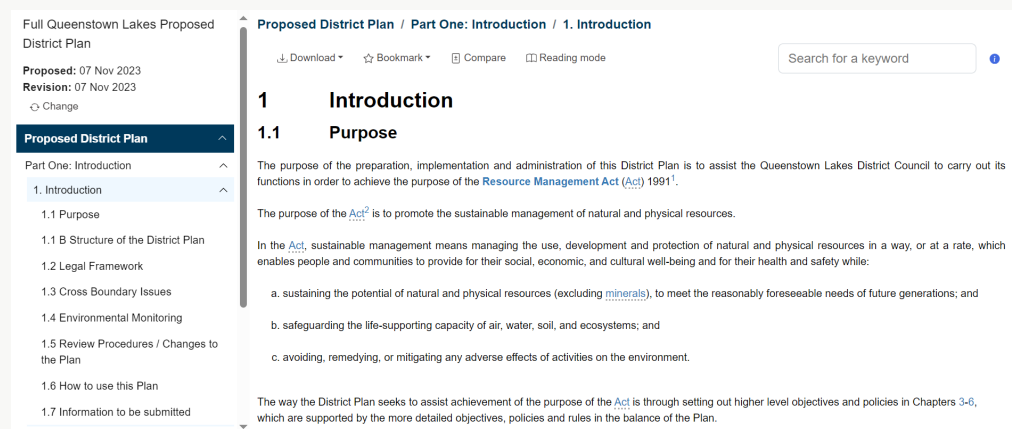 Full Queenstown Lakes Proposed
District Plan
Proposed: 07 Nov 2023
Revision: 07 Nov 2023
Change
Proposed District Plan
Part One: Introduction
1. Introduction
1.1 Purpose
1.1 B Structure of the District Plan
1.2 Legal Framework
1.3 Cross Boundary Issues
1.4 Environmental Monitoring
1.5 Review Procedures / Changes to
the Plan
1.6 How to use this Plan
1.7 Information to be submitted
Proposed District Plan / Part One: Introduction / 1. Introduction
Download Bookmark Compare Reading mode
Search for a keyword
i
1 Introduction
1.1 Purpose
The purpose of the preparation, implementation and administration of this District Plan is to assist the Queenstown Lakes District Council to carry out its
functions in order to achieve the purpose of the Resource Management Act (Act) 1991¹.
The purpose of the Act² is to promote the sustainable management of natural and physical resources.
In the Act, sustainable management means managing the use, development and protection of natural and physical resources in a way, or at a rate, which
enables people and communities to provide for their social, economic, and cultural well-being and for their health and safety while:
a. sustaining the potential of natural and physical resources (excluding minerals), to meet the reasonably foreseeable needs of future generations; and
b. safeguarding the life-supporting capacity of air, water, soil, and ecosystems; and
c. avoiding, remedying, or mitigating any adverse effects of activities on the environment.
The way the District Plan seeks to assist achievement of the purpose of the Act is through setting out higher level objectives and policies in Chapters 3-6,
which are supported by the more detailed objectives, policies and rules in the balance of the Plan.